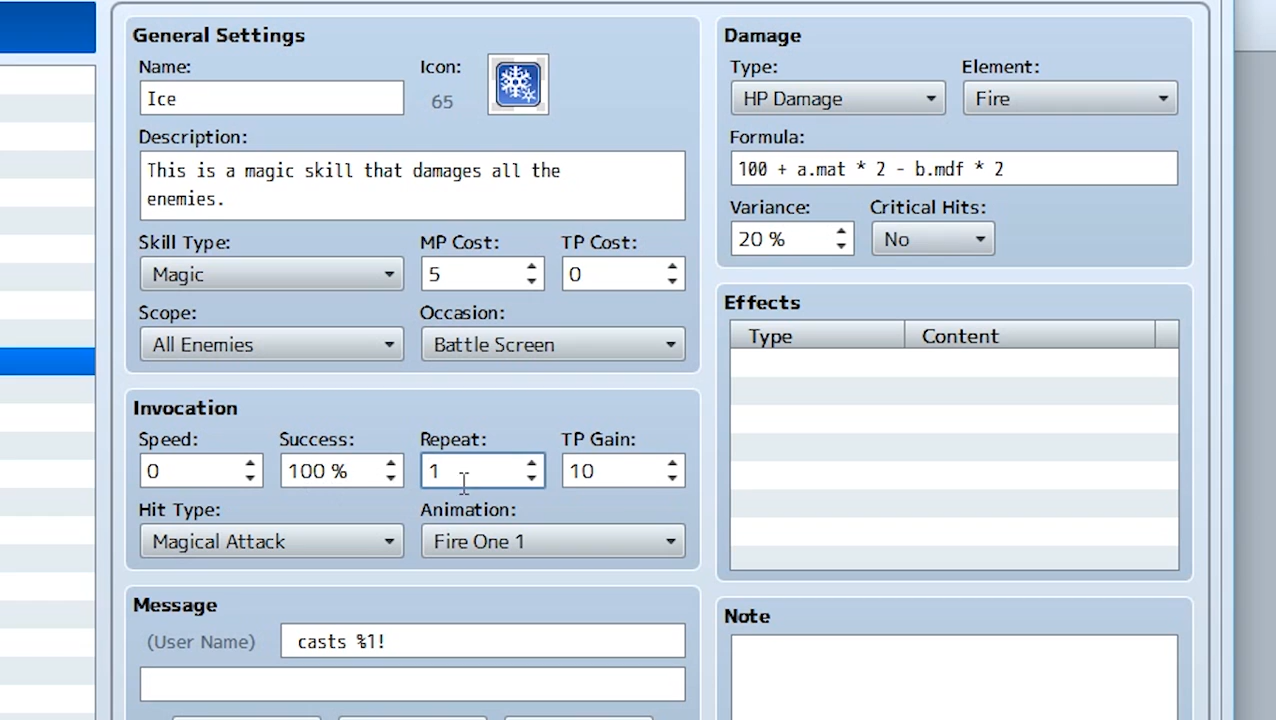 General Settings
Name:
Icon:
Ice
65
Description:
This is a magic skill that damages all the
enemies.
Skill Type:
MP Cost:
TP Cost:
Magic
5
0
Scope:
Occasion:
All Enemies
Battle Screen
Invocation
Speed:
Success:
Repeat:
TP Gain:
0
100 %
1
10
Hit Type:
Animation:
Magical Attack
Fire One 1
Message
(User Name)
casts %1!
Damage
Type:
Element:
HP Damage
Fire
Formula:
100 + a.mat * 2 - b.mdf * 2
Variance:
Critical Hits:
20 %
No
Effects
Type
Content
Note